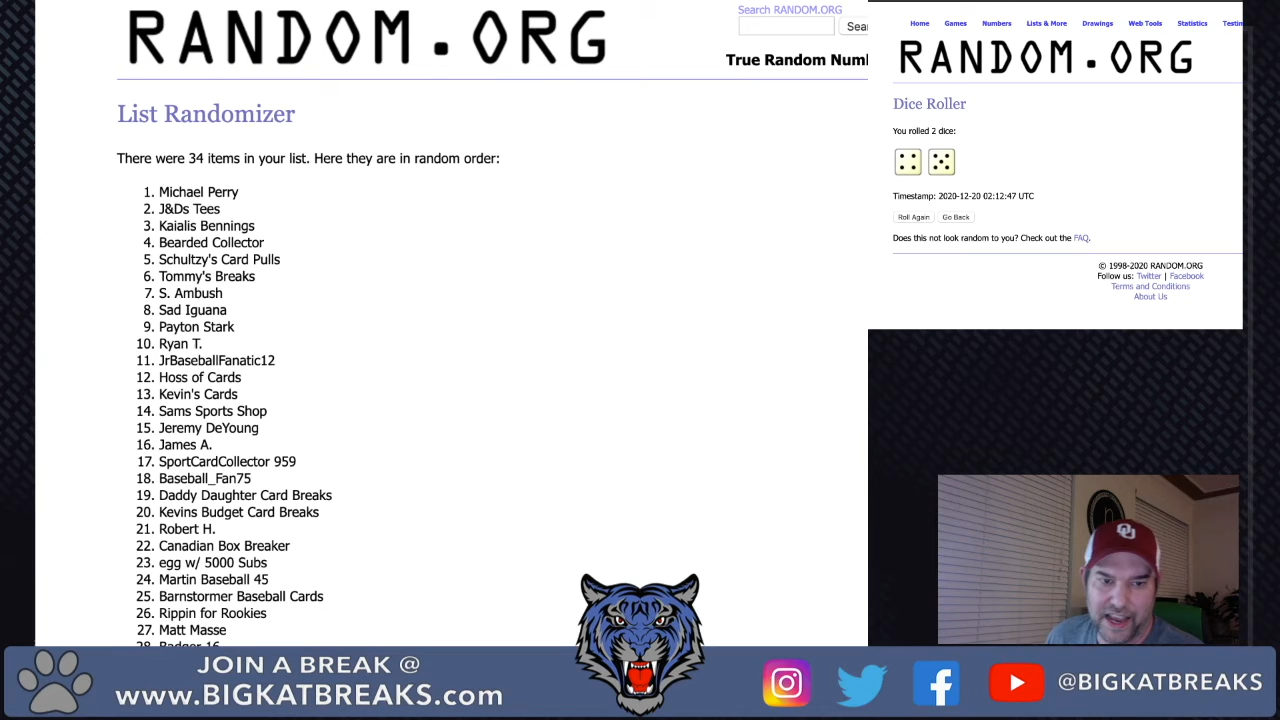 RANDOM.ORG
Search RANDOM.ORG
Sea
True Random Num
List Randomizer
There were 34 items in your list. Here they are in random order:
1. Michael Perry
2. J&Ds Tees
3. Kaialis Bennings
4. Bearded Collector
5. Schultzy's Card Pulls
6. Tommy's Breaks
7. S. Ambush
8. Sad Iguana
9. Payton Stark
10. Ryan T.
11. JrBaseballFanatic12
12. Hoss of Cards
13. Kevin's Cards
14. Sams Sports Shop
15. Jeremy DeYoung
16. James A.
17. SportCardCollector 959
18. Baseball_Fan75
19. Daddy Daughter Card Breaks
20. Kevins Budget Card Breaks
21. Robert H.
22. Canadian Box Breaker
23. egg w/ 5000 Subs
24. Martin Baseball 45
25. Barnstormer Baseball Cards
26. Rippin for Rookies
27. Matt Masse
Home Games Numbers Lists & More Drawings Web Tools Statistics Testin
RANDOM.ORG
Dice Roller
You rolled 2 dice:
Timestamp: 2020-12-20 02:12:47 UTC
Roll Again Go Back
Does this not look random to you? Check out the FAQ.
© 1998-2020 RANDOM.ORG
Follow us: Twitter | Facebook
Terms and Conditions
About Us
JOIN A BREAK @
www.BIGKATBREAKS.com
@BIGKATBREAKS